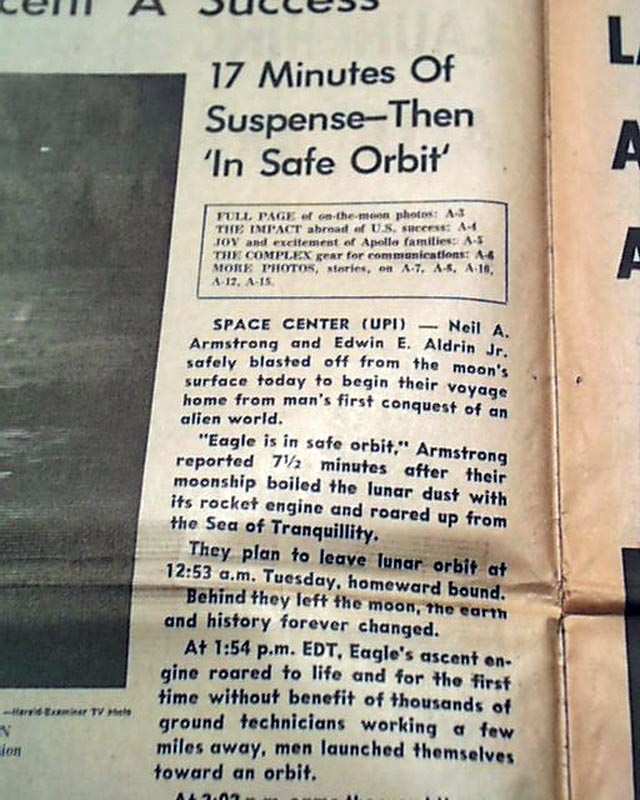 A Success
17 Minutes Of
Suspense—Then
'In Safe Orbit'
FULL PAGE of on-the-moon photos: A-3
THE IMPACT abroad of U.S. success: A-4
JOY and excitement of Apollo families: A-5
THE COMPLEX gear for communications: A-6
MORE PHOTOS, stories, on A-7, A-8, A-10,
A-12, A-15.
SPACE CENTER (UPI) — Neil A.
Armstrong and Edwin E. Aldrin Jr.
safely blasted off from the moon's
surface today to begin their voyage
home from man's first conquest of an
alien world.
"Eagle is in safe orbit," Armstrong
reported 7½ minutes after their
moonship boiled the lunar dust with
its rocket engine and roared up from
the Sea of Tranquillity.
They plan to leave lunar orbit at
12:53 a.m. Tuesday, homeward bound.
Behind they left the moon, the earth
and history forever changed.
At 1:54 p.m. EDT, Eagle's ascent en-
gine roared to life and for the first
time without benefit of thousands of
ground technicians working a few
miles away, men launched themselves
toward an orbit.
—Herald-Examiner TV photo